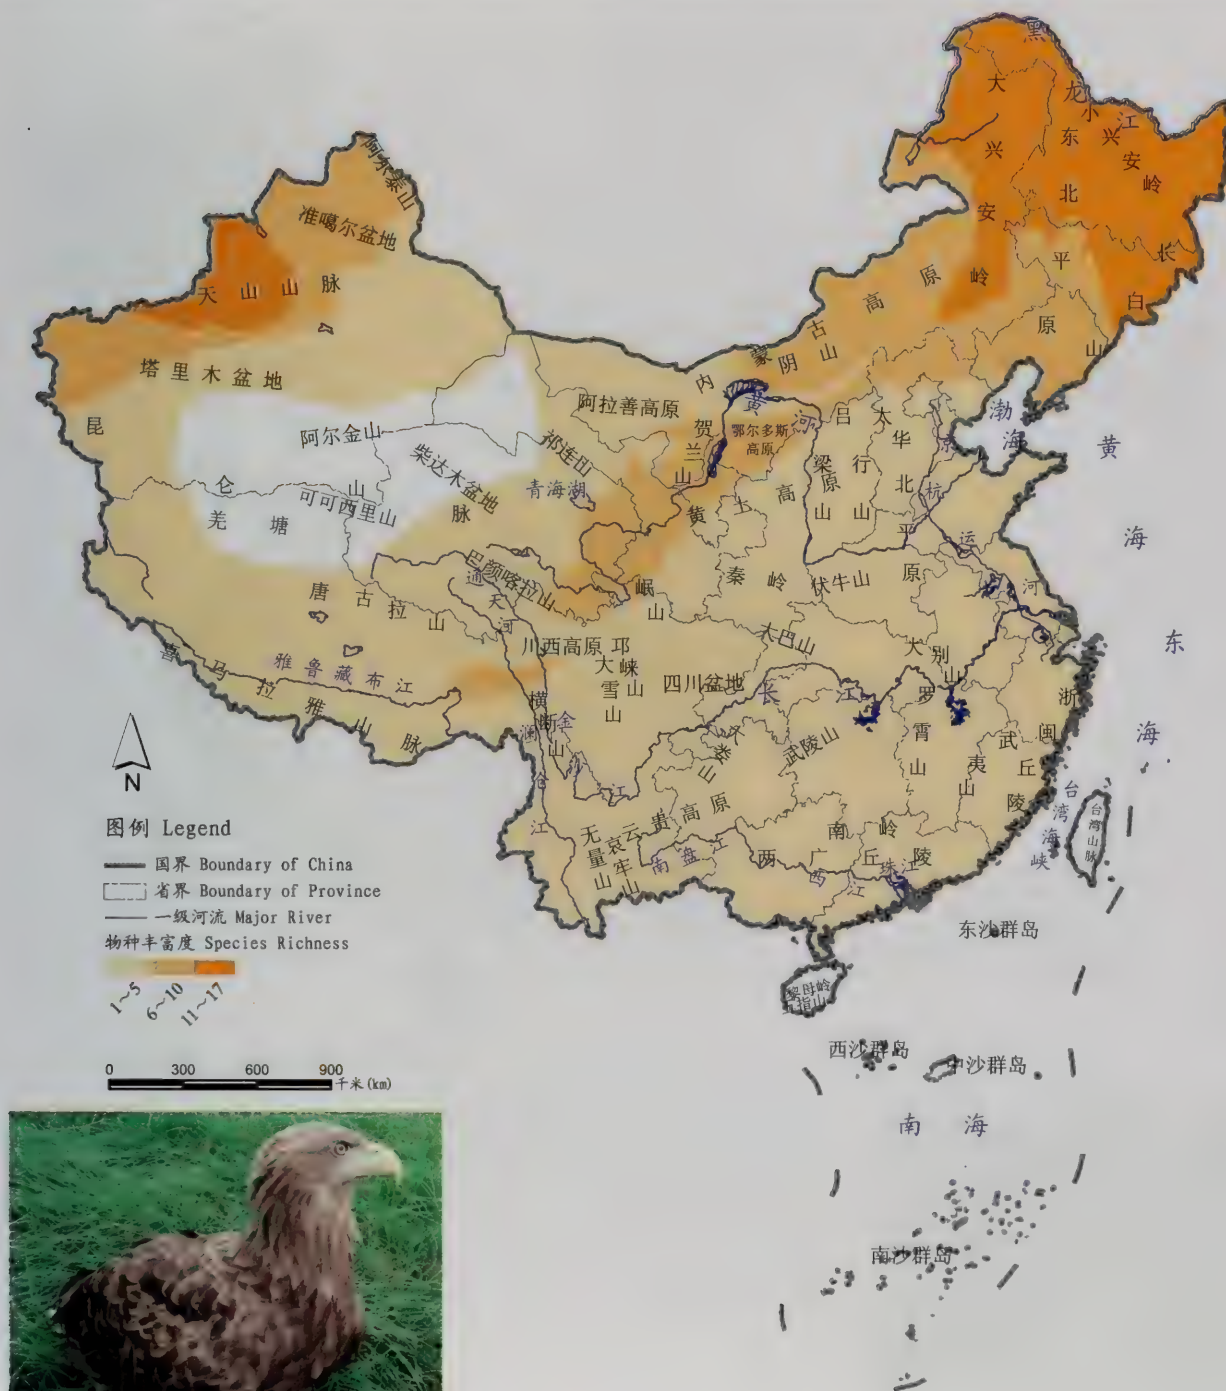 黑
龙
江
大
兴
安
岭
小
兴
安
岭
东
北
平
原
长
白
山
阿尔泰山
准噶尔盆地
天山山脉
塔里木盆地
内蒙古高原
阴山
阿拉善高原
贺兰山
黄河
鄂尔多斯
高原
吕梁山
太行山
华北平原
京杭运河
渤海
黄海
昆仑山脉
阿尔金山
祁连山
柴达木盆地
青海湖
可可西里山
羌塘
黄土高原
巴颜喀拉山
通天河
岷山
秦岭
伏牛山
唐古拉山
川西高原
邛崃山
大雪山
大巴山
大别山
四川盆地
长江
东海
喜马拉雅山脉
雅鲁藏布江
横断山
金沙江
澜沧江
大娄山
武陵山
罗霄山
武夷山
浙闽丘陵
台湾海峡
台湾山脉
无量山
哀牢山
云贵高原
南盘江
南岭
两广丘陵
西江
珠江
N
图例 Legend
国界 Boundary of China
省界 Boundary of Province
一级河流 Major River
物种丰富度 Species Richness
1～5
6～10
11～17
0 300 600 900
千米(km)
东沙群岛
黎母岭
五指山
西沙群岛
中沙群岛
南海
南沙群岛